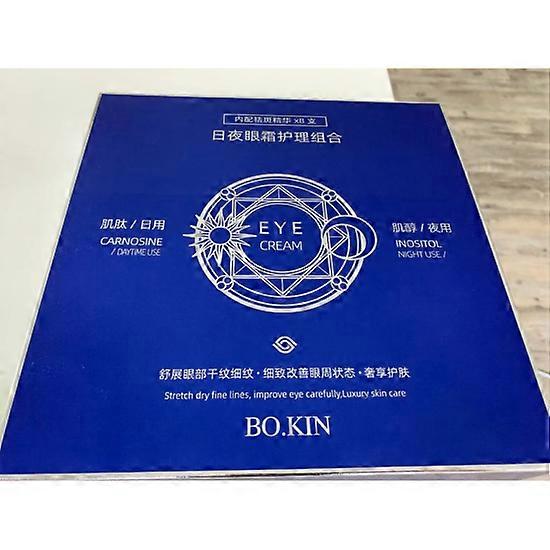 内配祛斑精华 x8 支
日夜眼霜护理组合
肌肽 / 日用
CARNOSINE
/ DAYTIME USE
EYE
CREAM
肌醇 / 夜用
INOSITOL
NIGHT USE /
舒展眼部干纹细纹·细致改善眼周状态·奢享护肤
Stretch dry fine lines, improve eye carefully,Luxury skin care
BO.KIN